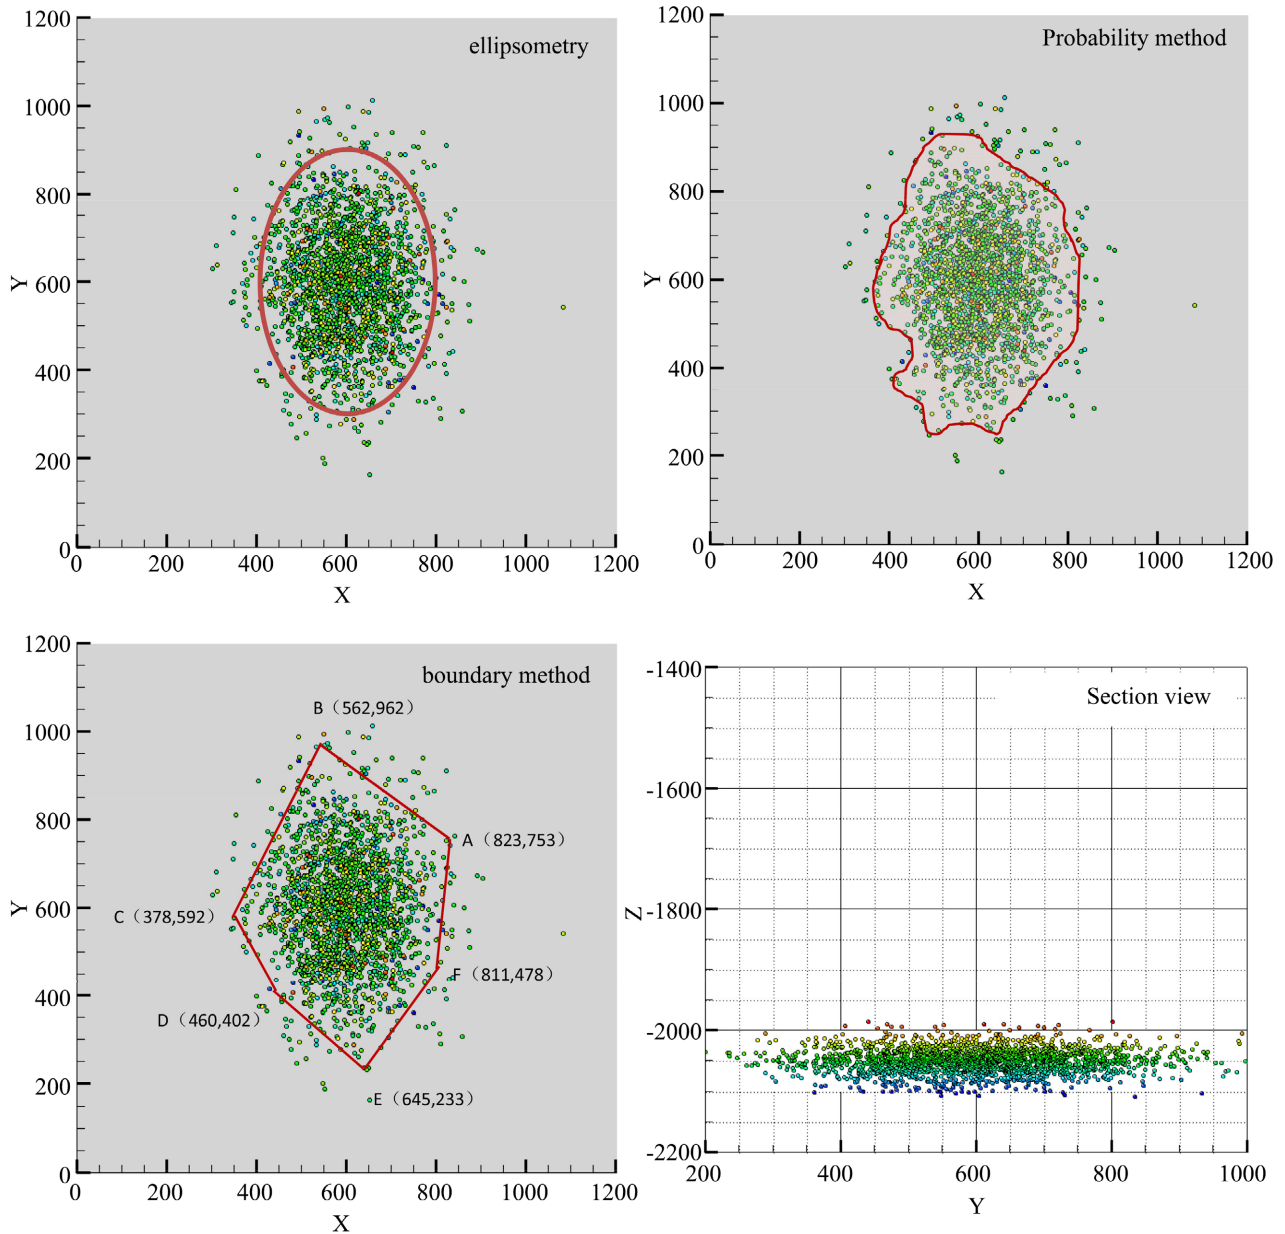 ellipsometry
1200
1000
800
600
400
200
0
Y
0 200 400 600 800 1000 1200
X
Probability method
1200
1000
800
600
400
200
0
Y
0 200 400 600 800 1000 1200
X
boundary method
1200
1000
800
600
400
200
0
Y
B（562,962）
A（823,753）
C（378,592）
F（811,478）
D（460,402）
E（645,233）
0 200 400 600 800 1000 1200
X
Section view
-1400
-1600
-1800
-2000
-2200
Z
200 400 600 800 1000
Y